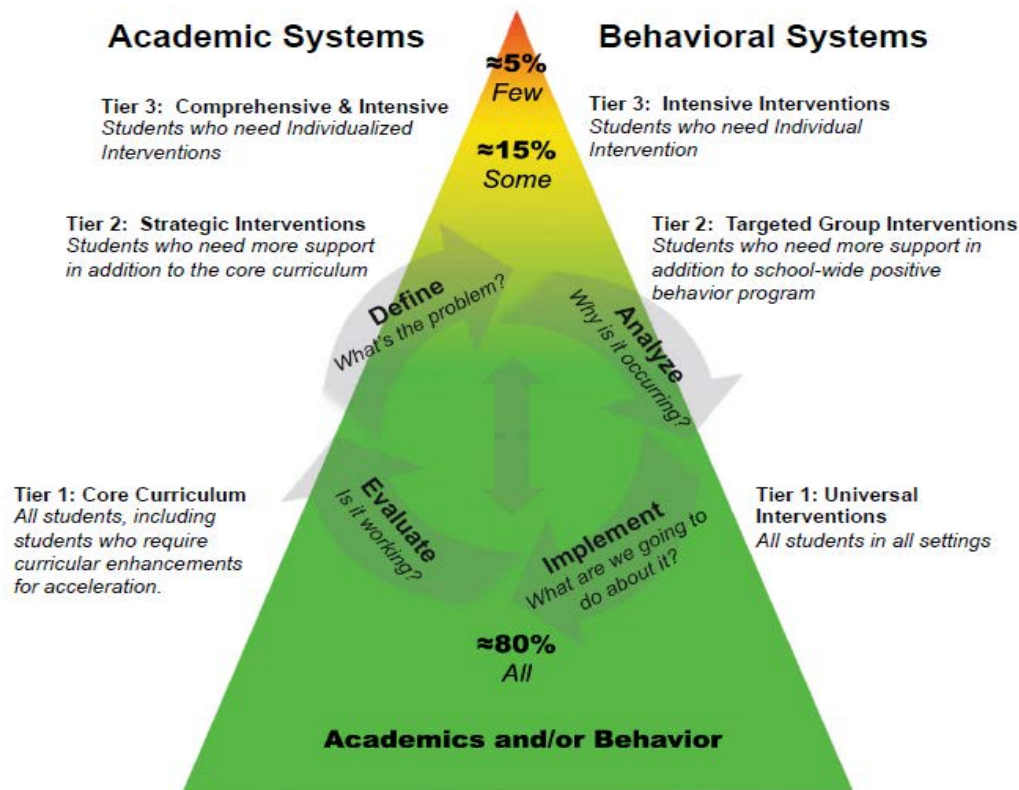 Academic Systems
Behavioral Systems
≈5%
Few
Tier 3: Comprehensive & Intensive
Students who need Individualized
Interventions
Tier 3: Intensive Interventions
Students who need Individual
Intervention
≈15%
Some
Tier 2: Strategic Interventions
Students who need more support
in addition to the core curriculum
Tier 2: Targeted Group Interventions
Students who need more support in
addition to school-wide positive
behavior program
Define
What's the problem?
Analyze
Why is it occurring?
Tier 1: Core Curriculum
All students, including
students who require
curricular enhancements
for acceleration.
Evaluate
Is it working?
Implement
What are we going to
do about it?
Tier 1: Universal
Interventions
All students in all settings
≈80%
All
Academics and/or Behavior